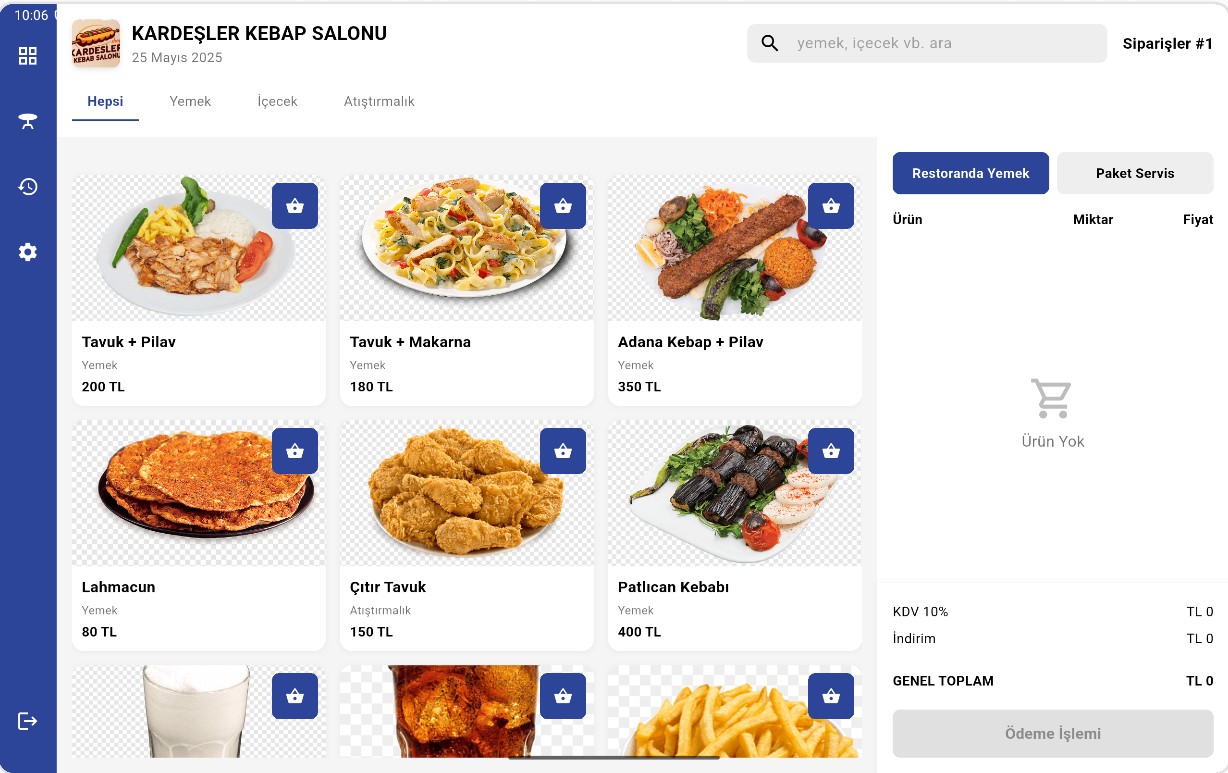 10:06
KARDEŞLER KEBAP SALONU
25 Mayıs 2025
KARDEŞLER
KEBAB SALONU
yemek, içecek vb. ara
Siparişler #1
Hepsi
Yemek
İçecek
Atıştırmalık
Tavuk + Pilav
Yemek
200 TL
Tavuk + Makarna
Yemek
180 TL
Adana Kebap + Pilav
Yemek
350 TL
Lahmacun
Yemek
80 TL
Çıtır Tavuk
Atıştırmalık
150 TL
Patlıcan Kebabı
Yemek
400 TL
Restoranda Yemek
Paket Servis
Ürün Miktar Fiyat
Ürün Yok
KDV 10% TL 0
İndirim TL 0
GENEL TOPLAM TL 0
Ödeme İşlemi